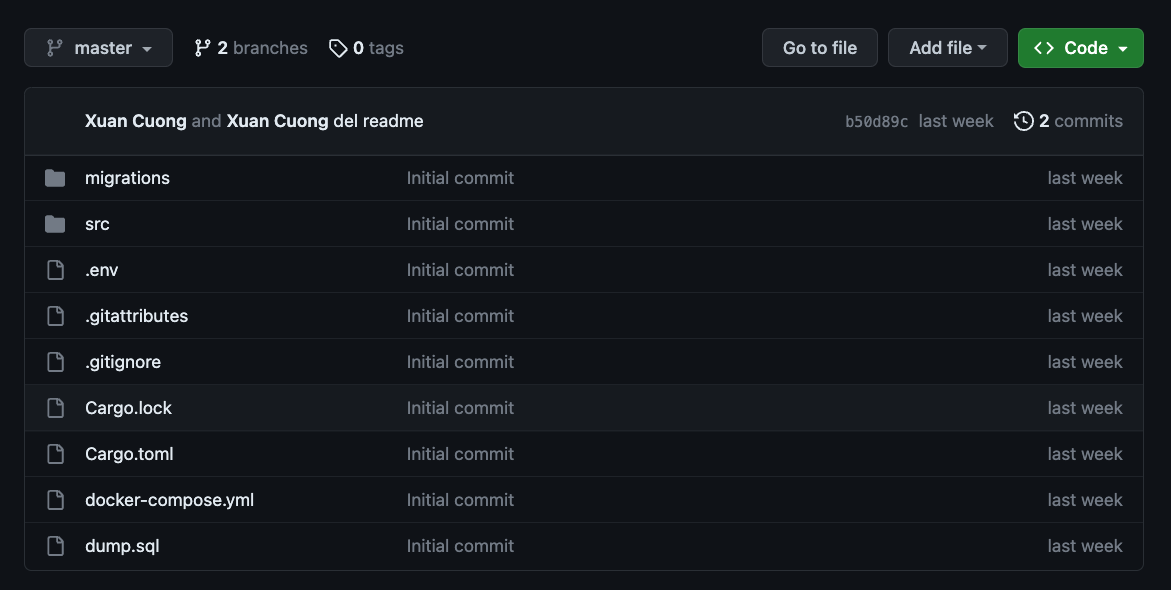 master 2 branches 0 tags Go to file Add file Code
Xuan Cuong and Xuan Cuong del readme b50d89c last week 2 commits
migrations Initial commit last week
src Initial commit last week
.env Initial commit last week
.gitattributes Initial commit last week
.gitignore Initial commit last week
Cargo.lock Initial commit last week
Cargo.toml Initial commit last week
docker-compose.yml Initial commit last week
dump.sql Initial commit last week